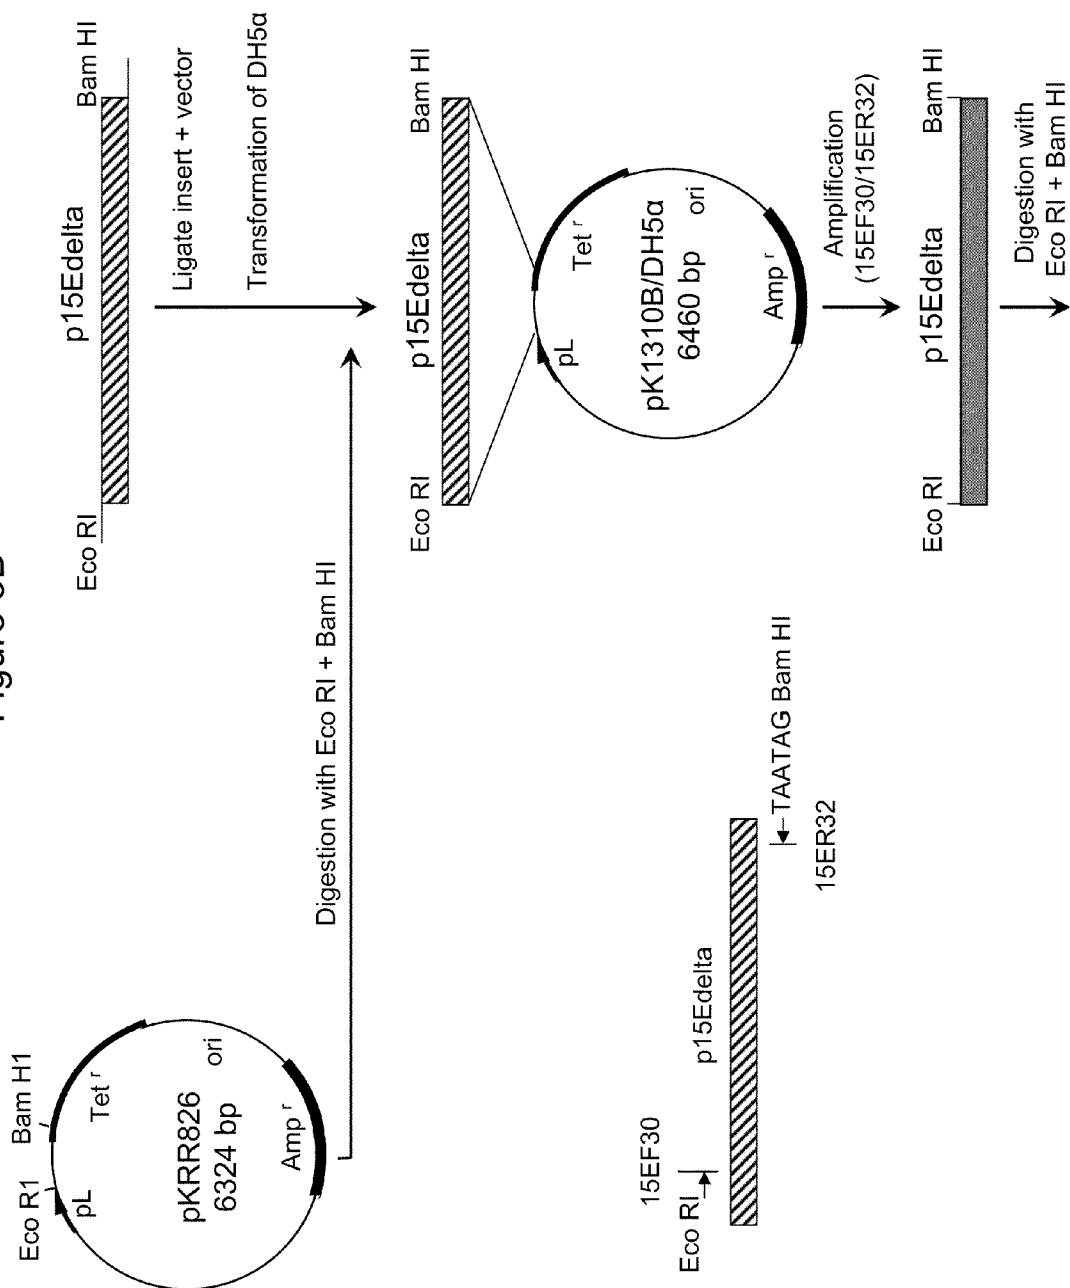 Figure
Eco R1
Bam H1
pL
Tet r
pKRR826
6324 bp
ori
Amp r
p15Edelta
Eco RI
Bam HI
Ligate insert + vector
Transformation of DH5α
Digestion with Eco RI + Bam HI
p15Edelta
Eco RI
Bam HI
pL
Tet r
pK1310B/DH5α
6460 bp
ori
Amp r
15EF30
Eco RI
p15Edelta
TAATAG Bam HI
15ER32
Amplification
(15EF30/15ER32)
p15Edelta
Eco RI
Bam HI
Digestion with
Eco RI + Bam HI